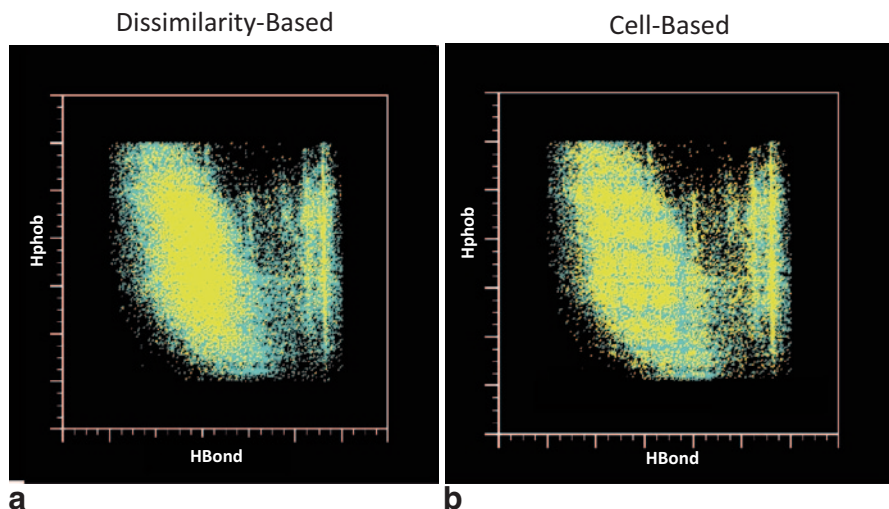 Dissimilarity-Based
Cell-Based
Hphob
HBond
Hphob
HBond
a
b